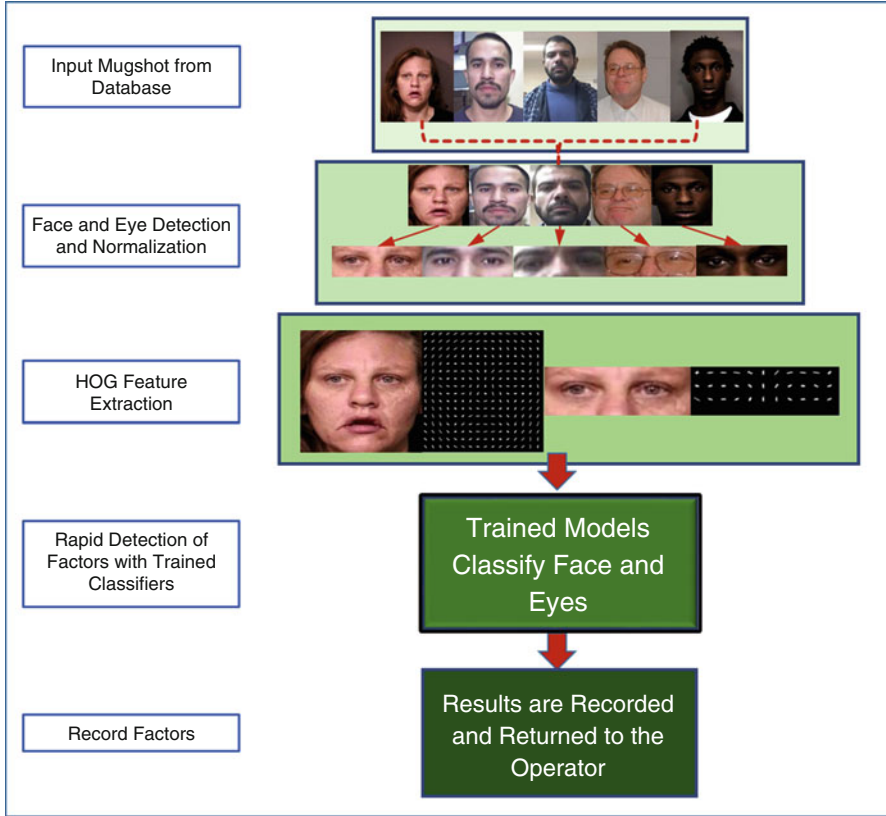 Input Mugshot from
Database
Face and Eye Detection
and Normalization
HOG Feature
Extraction
Rapid Detection of
Factors with Trained
Classifiers
Trained Models
Classify Face and
Eyes
Record Factors
Results are Recorded
and Returned to the
Operator